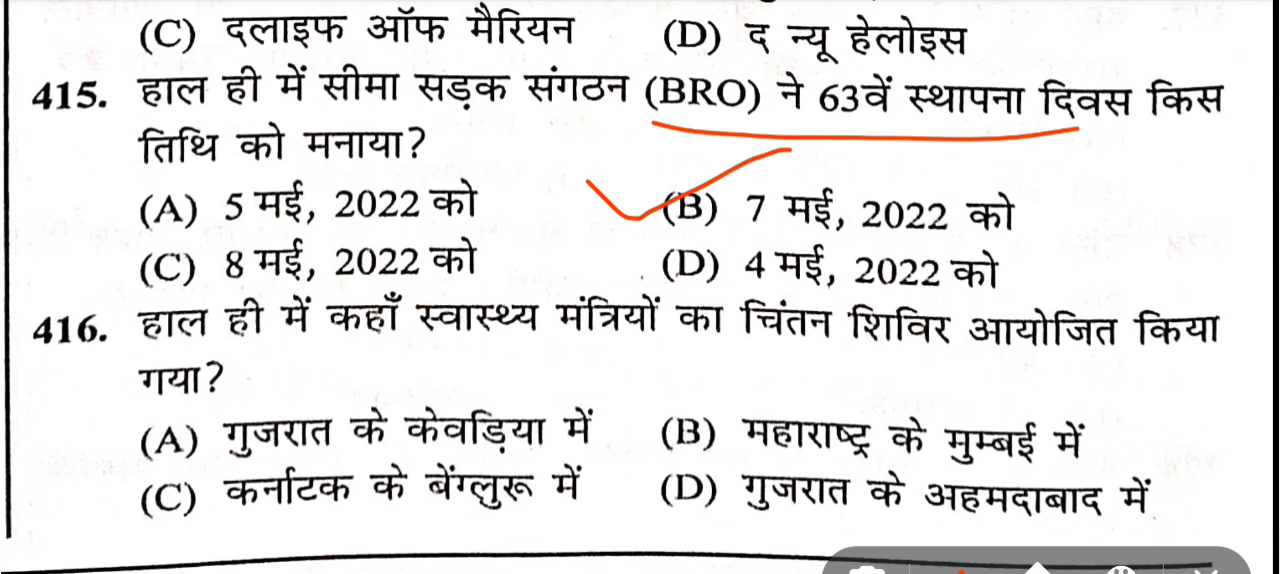 (C) दलाइफ ऑफ मैरियन (D) द न्यू हेलोइस
415. हाल ही में सीमा सड़क संगठन (BRO) ने 63वें स्थापना दिवस किस
तिथि को मनाया?
(A) 5 मई, 2022 को (B) 7 मई, 2022 को
(C) 8 मई, 2022 को (D) 4 मई, 2022 को
416. हाल ही में कहाँ स्वास्थ्य मंत्रियों का चिंतन शिविर आयोजित किया
गया?
(A) गुजरात के केवड़िया में (B) महाराष्ट्र के मुम्बई में
(C) कर्नाटक के बेंग्लुरू में (D) गुजरात के अहमदाबाद में